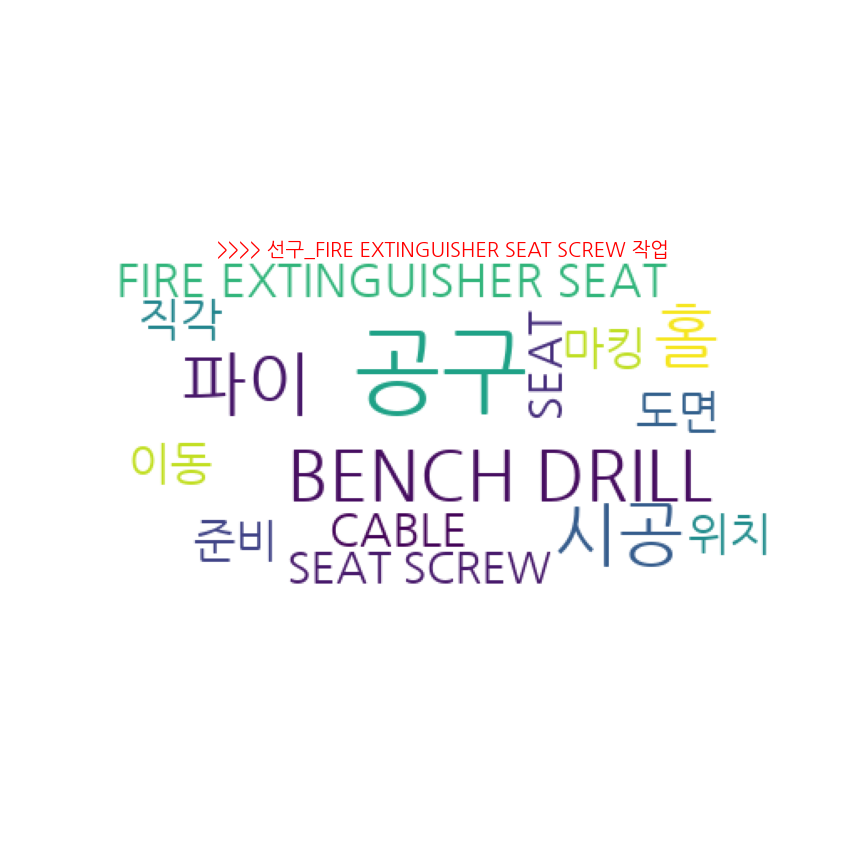 >>>> 선구_FIRE EXTINGUISHER SEAT SCREW 작업
FIRE EXTINGUISHER SEAT
직각
파이
공구
SEAT
마킹
홀
도면
이동
BENCH DRILL
준비
CABLE
시공
위치
SEAT SCREW